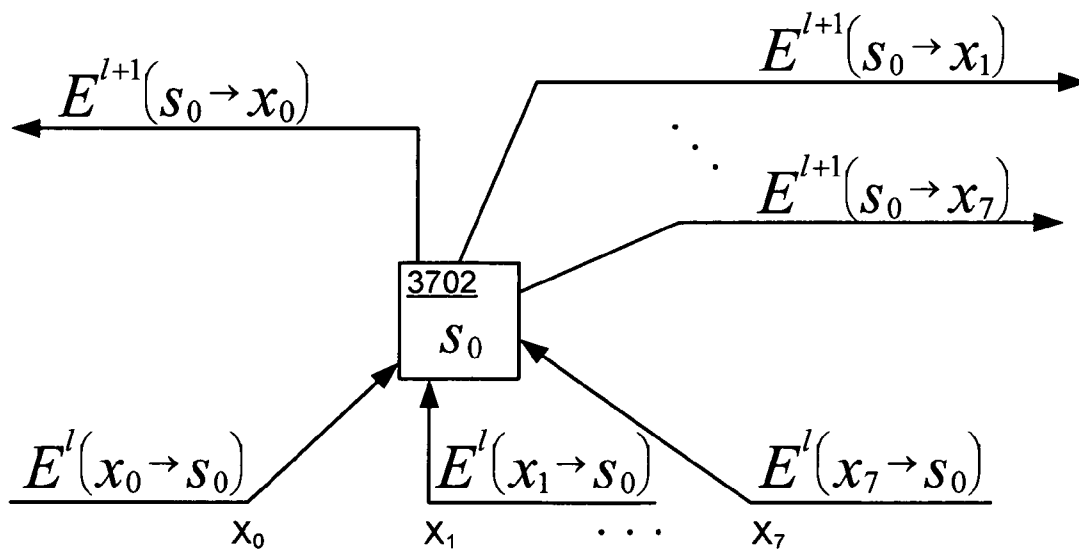 E^{l+1}(s_0 → x_1)
E^{l+1}(s_0 → x_0)
⋱
E^{l+1}(s_0 → x_7)
3702
s_0
E^l(x_0 → s_0) E^l(x_1 → s_0) E^l(x_7 → s_0)
x_0 x_1 · · · x_7